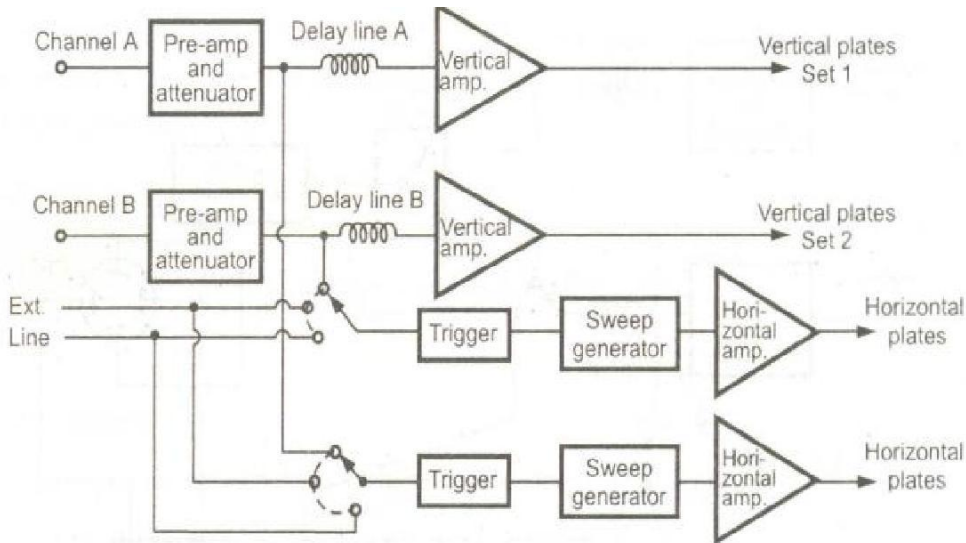 Channel A
Pre-amp
and
attenuator
Delay line A
Vertical
amp.
Vertical plates
Set 1
Channel B
Pre-amp
and
attenuator
Delay line B
Vertical
amp.
Vertical plates
Set 2
Ext.
Line
Trigger
Sweep
generator
Hori-
zontal
amp.
Horizontal
plates
Trigger
Sweep
generator
Hori-
zontal
amp.
Horizontal
plates